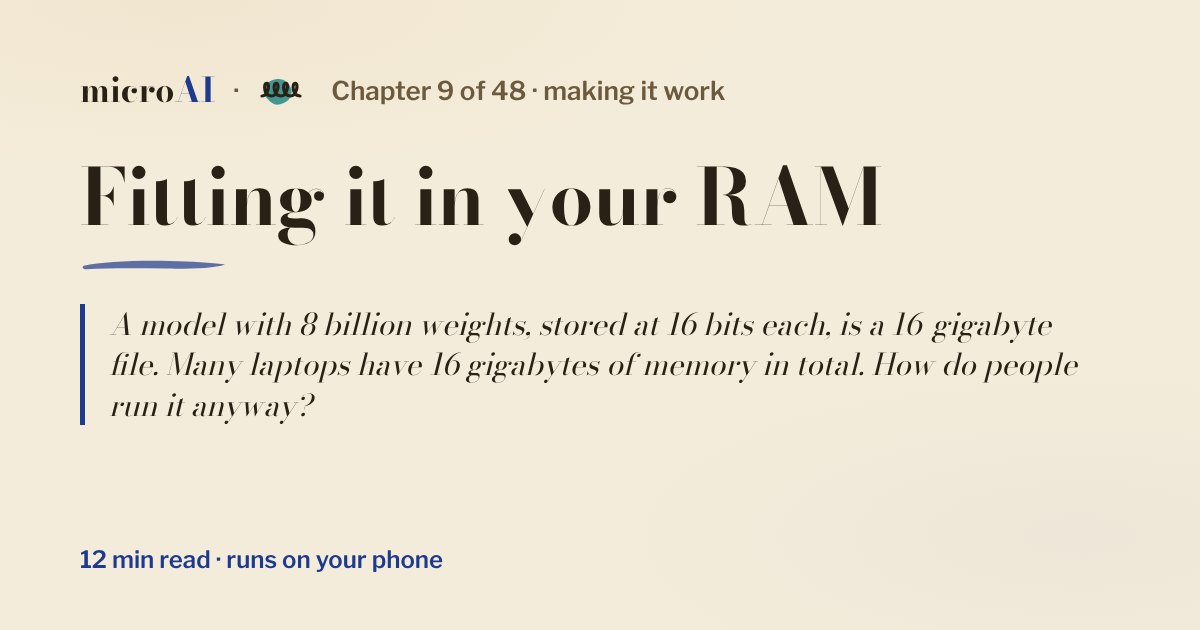 microAI · Chapter 9 of 48 · making it work
Fitting it in your RAM
A model with 8 billion weights, stored at 16 bits each, is a 16 gigabyte
file. Many laptops have 16 gigabytes of memory in total. How do people
run it anyway?
12 min read · runs on your phone